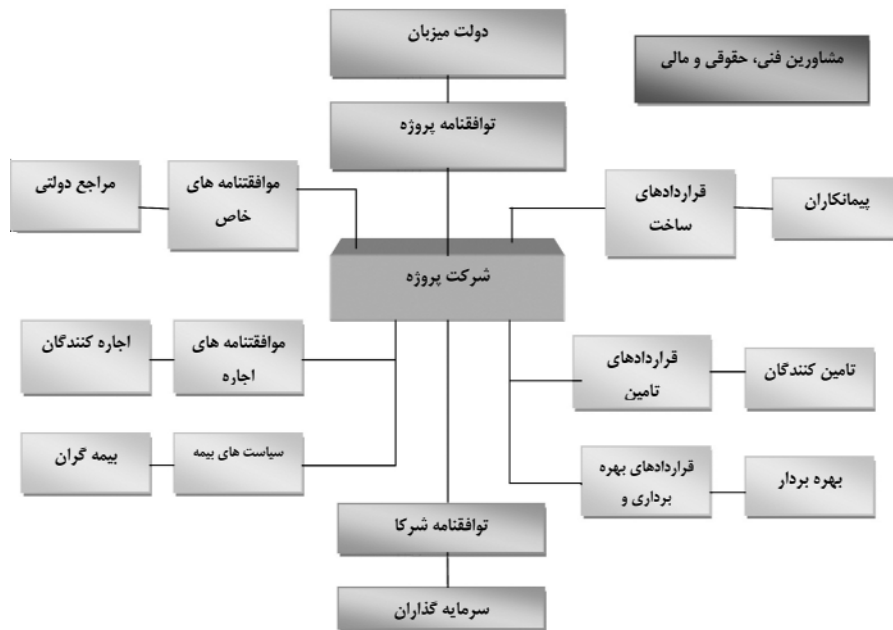 دولت میزبان
مشاورین فنی، حقوقی و مالی
توافقنامه پروژه
مراجع دولتی
موافقتنامه های
خاص
قراردادهای
ساخت
پیمانکاران
شرکت پروژه
اجاره کنندگان
موافقتنامه های
اجاره
قراردادهای
تامین
تامین کنندگان
بیمه گران
سیاست های بیمه
قراردادهای بهره
برداری و
بهره بردار
توافقنامه شرکا
سرمایه گذاران